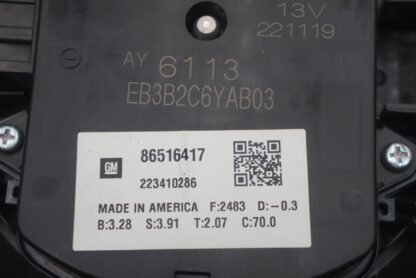 13V
221119
AY 6113
EB3B2C6YAB03
GM 86516417
223410286
MADE IN AMERICA F:2483 D:-0.3
B:3.28 S:3.91 T:2.07 C:70.0